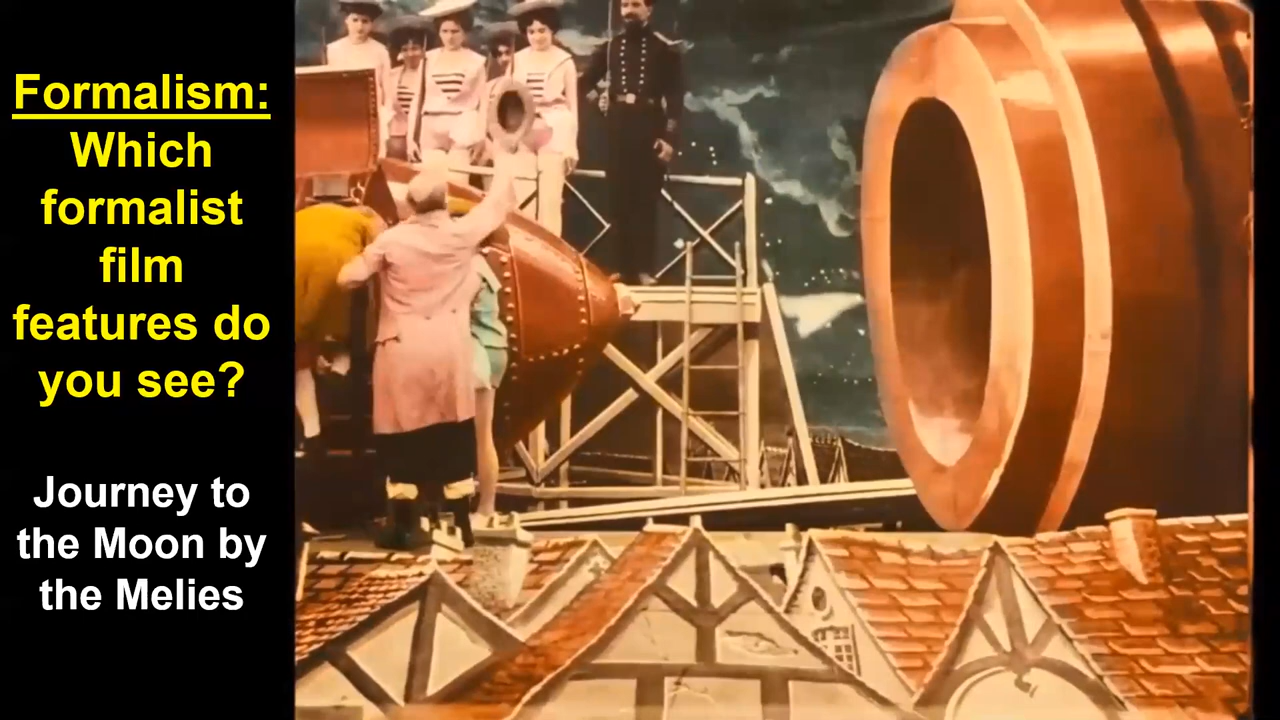 Formalism:
Which
formalist
film
features do
you see?
Journey to
the Moon by
the Melies